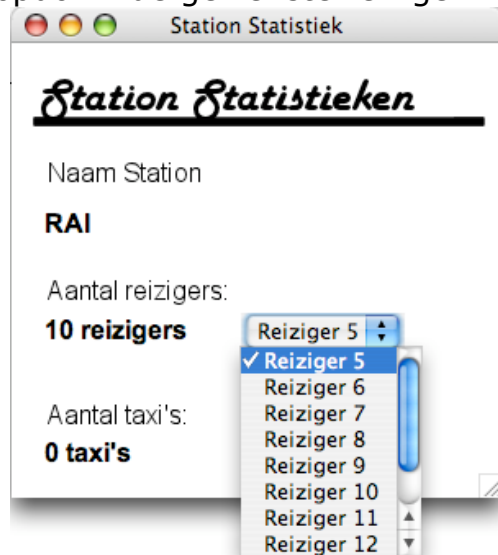 Station Statistiek
Station Statistieken
Naam Station
RAI
Aantal reizigers:
10 reizigers
Reiziger 5
✓ Reiziger 5
Reiziger 6
Reiziger 7
Reiziger 8
Reiziger 9
Reiziger 10
Reiziger 11
Reiziger 12
Aantal taxi's:
0 taxi's